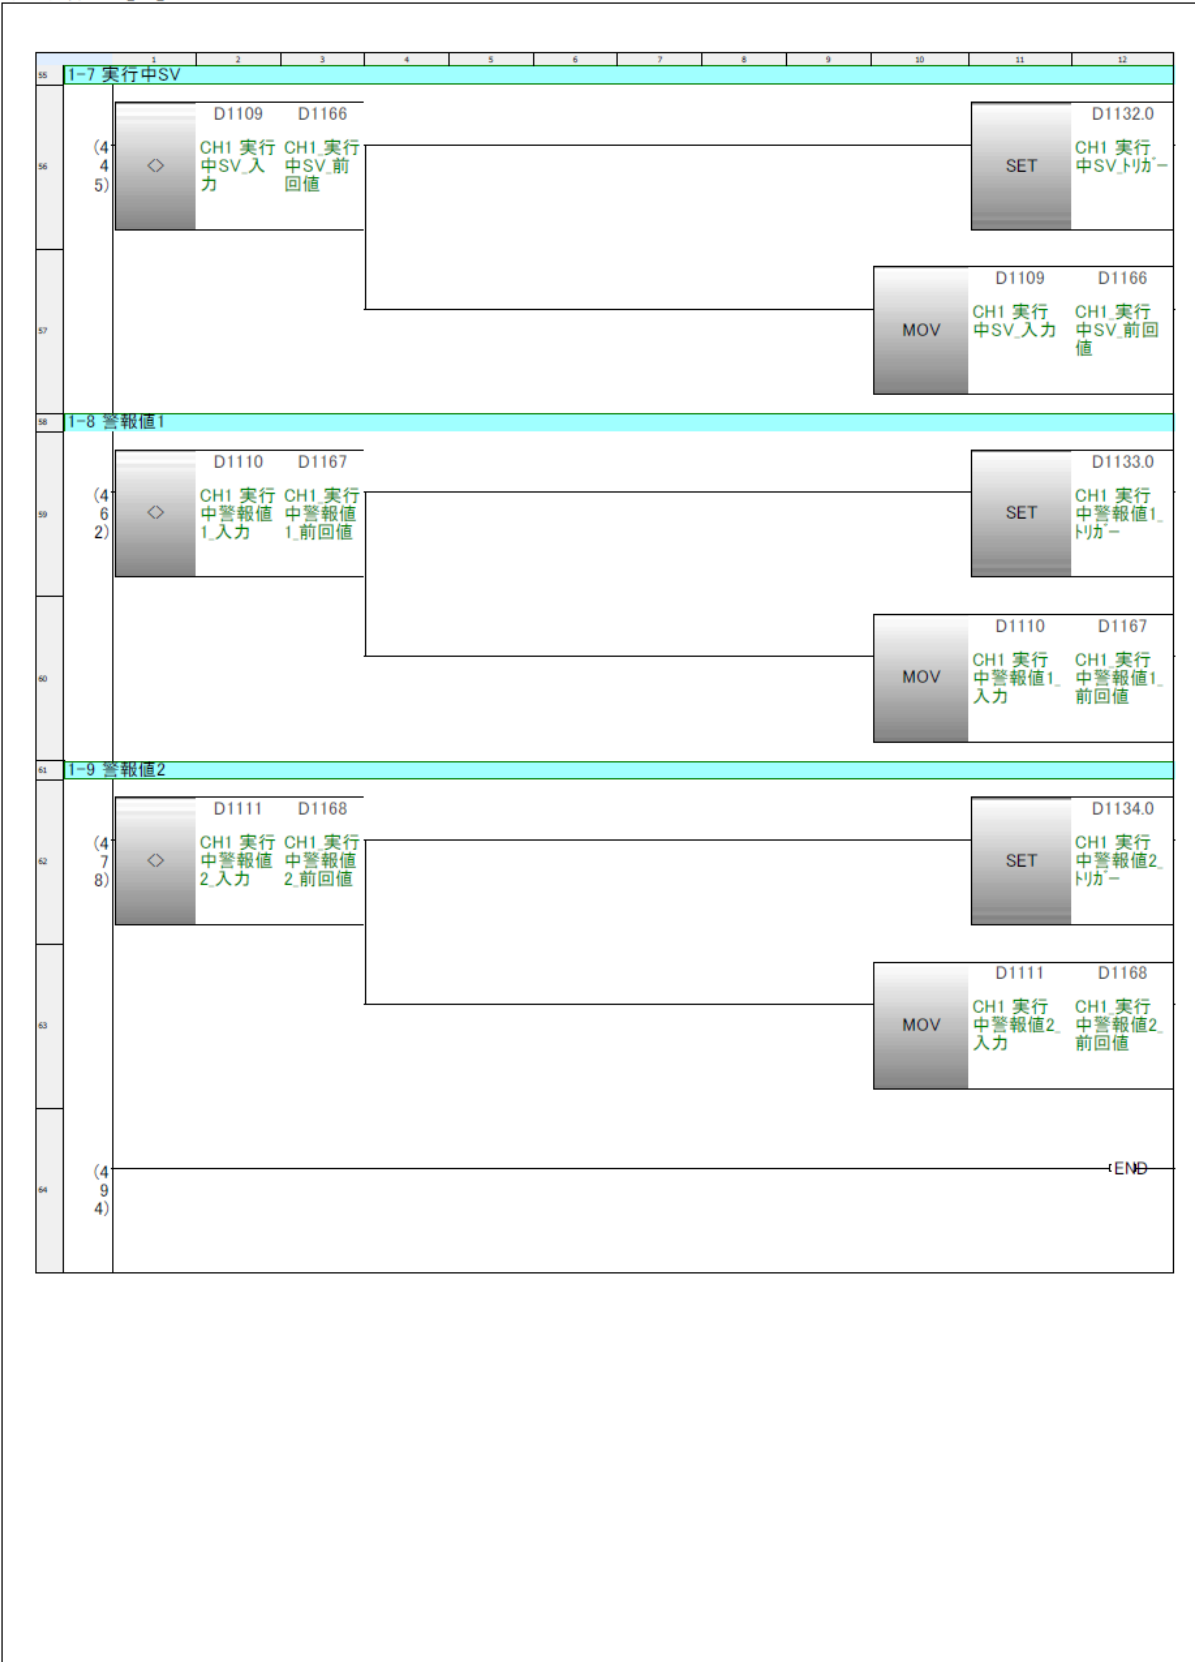 1 2 3 4 5 6 7 8 9 10 11 12
55 1-7 実行中SV
D1109 D1166 D1132.0
56 (445) <> CH1 実行中SV_入力 CH1_実行中SV_前回値 SET CH1 実行中SV_ﾄﾘｶﾞｰ
D1109 D1166
57 MOV CH1 実行中SV_入力 CH1_実行中SV_前回値
58 1-8 警報値1
D1110 D1167 D1133.0
59 (462) <> CH1 実行中警報値1_入力 CH1_実行中警報値1_前回値 SET CH1 実行中警報値1_ﾄﾘｶﾞｰ
D1110 D1167
60 MOV CH1 実行中警報値1_入力 CH1_実行中警報値1_前回値
61 1-9 警報値2
D1111 D1168 D1134.0
62 (478) <> CH1 実行中警報値2_入力 CH1_実行中警報値2_前回値 SET CH1 実行中警報値2_ﾄﾘｶﾞｰ
D1111 D1168
63 MOV CH1 実行中警報値2_入力 CH1_実行中警報値2_前回値
64 (494) END